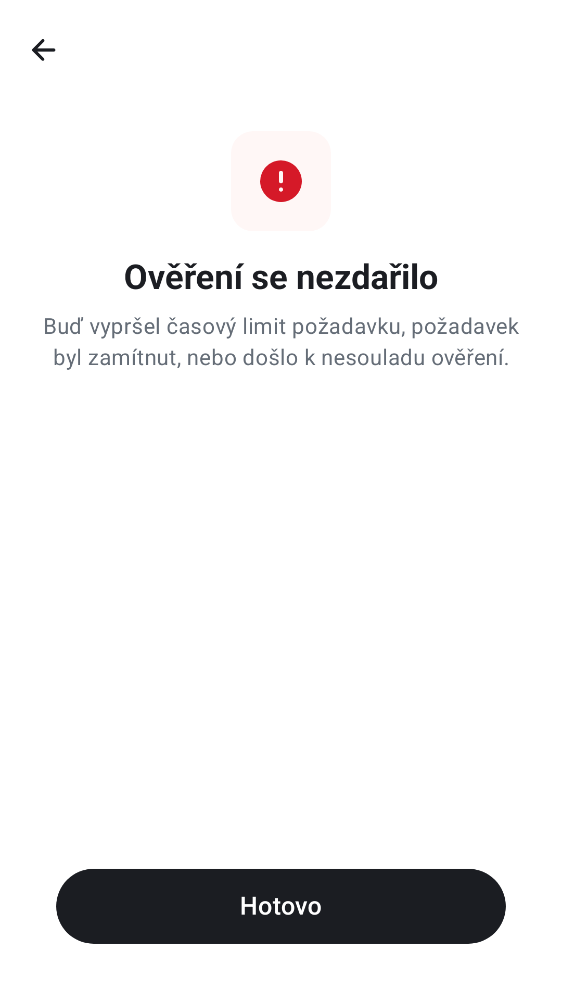 Ověření se nezdařilo
Buď vypršel časový limit požadavku, požadavek
byl zamítnut, nebo došlo k nesouladu ověření.
Hotovo